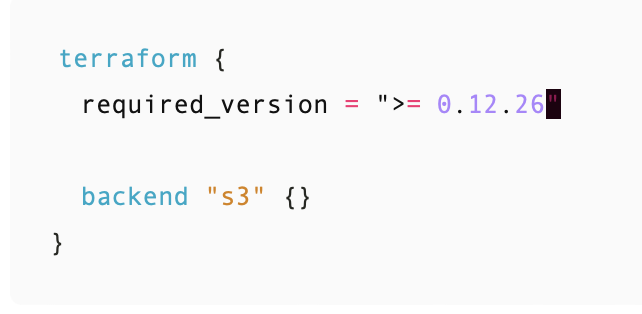 terraform {
required_version = ">= 0.12.26"
backend "s3" {}
}